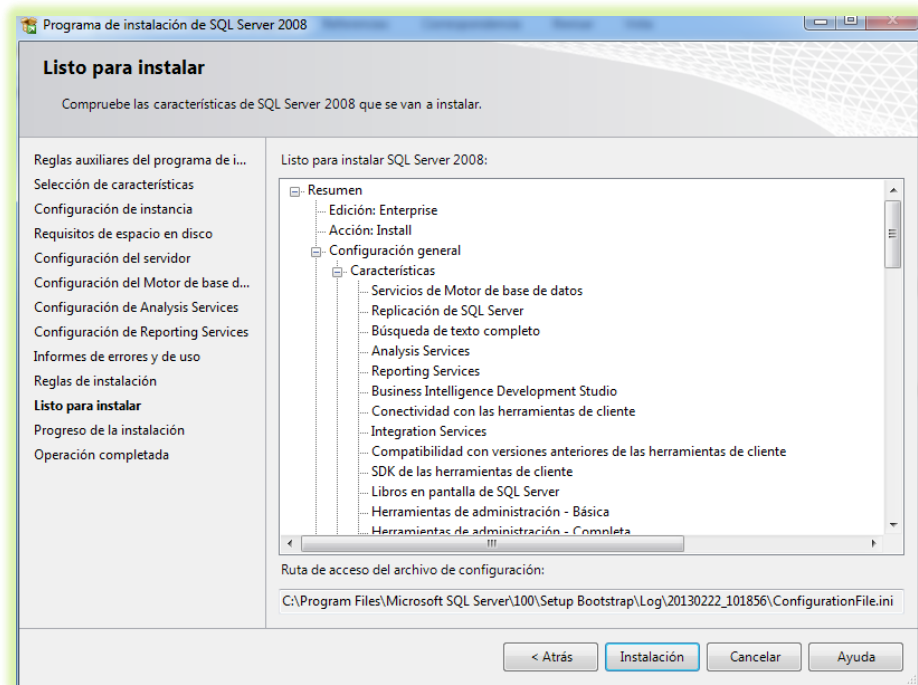 Programa de instalación de SQL Server 2008
Listo para instalar
Compruebe las características de SQL Server 2008 que se van a instalar.
Reglas auxiliares del programa de i...
Selección de características
Configuración de instancia
Requisitos de espacio en disco
Configuración del servidor
Configuración del Motor de base d...
Configuración de Analysis Services
Configuración de Reporting Services
Informes de errores y de uso
Reglas de instalación
Listo para instalar
Progreso de la instalación
Operación completada
Listo para instalar SQL Server 2008:
Resumen
Edición: Enterprise
Acción: Install
Configuración general
Características
Servicios de Motor de base de datos
Replicación de SQL Server
Búsqueda de texto completo
Analysis Services
Reporting Services
Business Intelligence Development Studio
Conectividad con las herramientas de cliente
Integration Services
Compatibilidad con versiones anteriores de las herramientas de cliente
SDK de las herramientas de cliente
Libros en pantalla de SQL Server
Herramientas de administración - Básica
Herramientas de administración - Completa
Ruta de acceso del archivo de configuración:
C:\Program Files\Microsoft SQL Server\100\Setup Bootstrap\Log\20130222_101856\ConfigurationFile.ini
< Atrás
Instalación
Cancelar
Ayuda